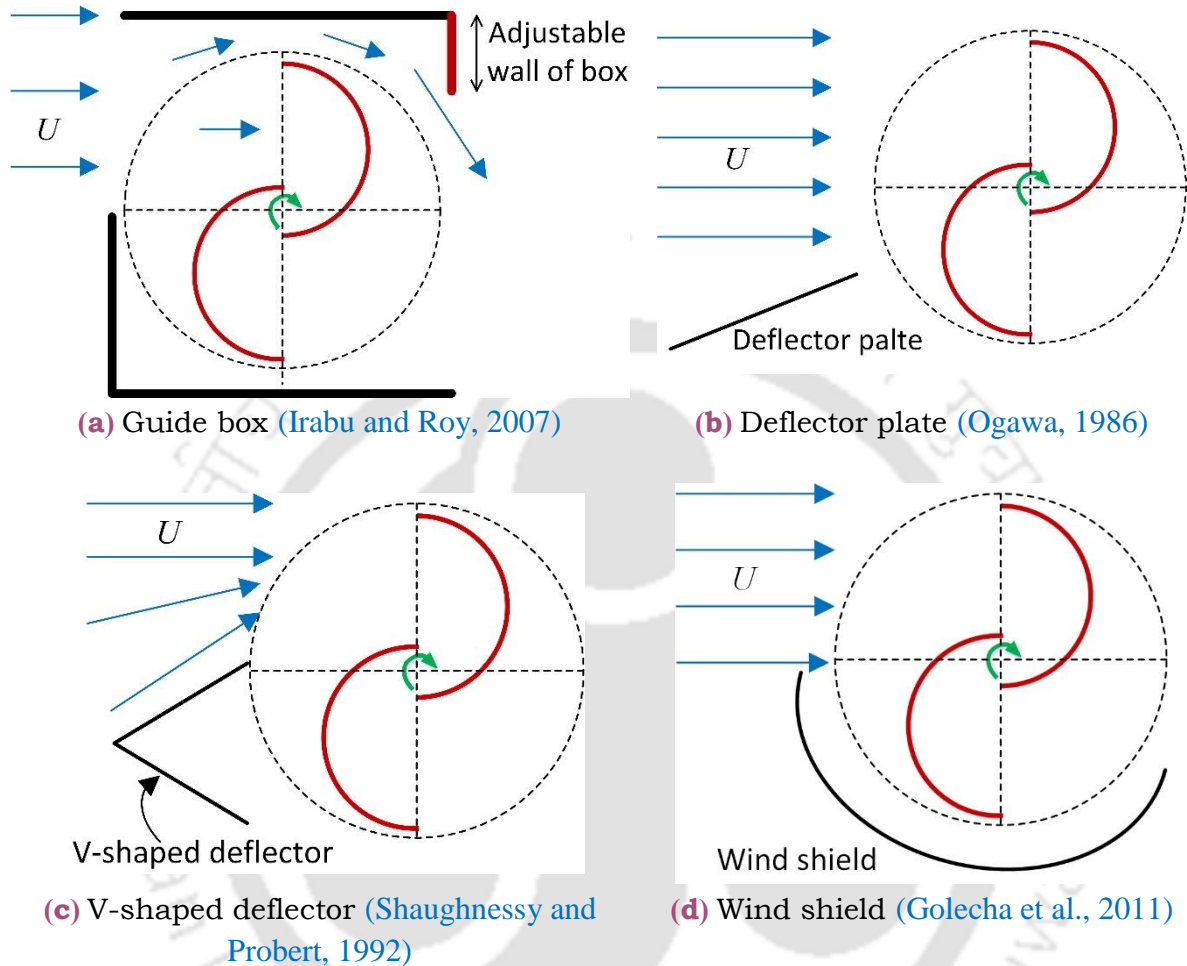 Adjustable
wall of box
U
(a) Guide box (Irabu and Roy, 2007)
U
Deflector palte
(b) Deflector plate (Ogawa, 1986)
U
V-shaped deflector
(c) V-shaped deflector (Shaughnessy and
Probert, 1992)
U
Wind shield
(d) Wind shield (Golecha et al., 2011)